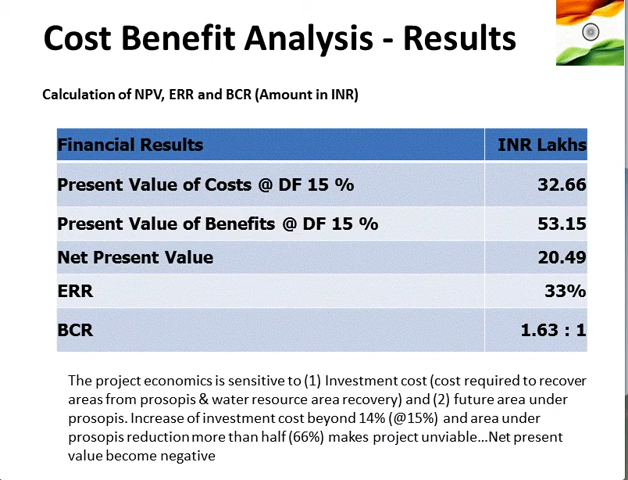 Cost Benefit Analysis - Results
Calculation of NPV, ERR and BCR (Amount in INR)
Financial Results INR Lakhs
Present Value of Costs @ DF 15 % 32.66
Present Value of Benefits @ DF 15 % 53.15
Net Present Value 20.49
ERR 33%
BCR 1.63 : 1
The project economics is sensitive to (1) Investment cost (cost required to recover
areas from prosopis & water resource area recovery) and (2) future area under
prosopis. Increase of investment cost beyond 14% (@15%) and area under
prosopis reduction more than half (66%) makes project unviable...Net present
value become negative